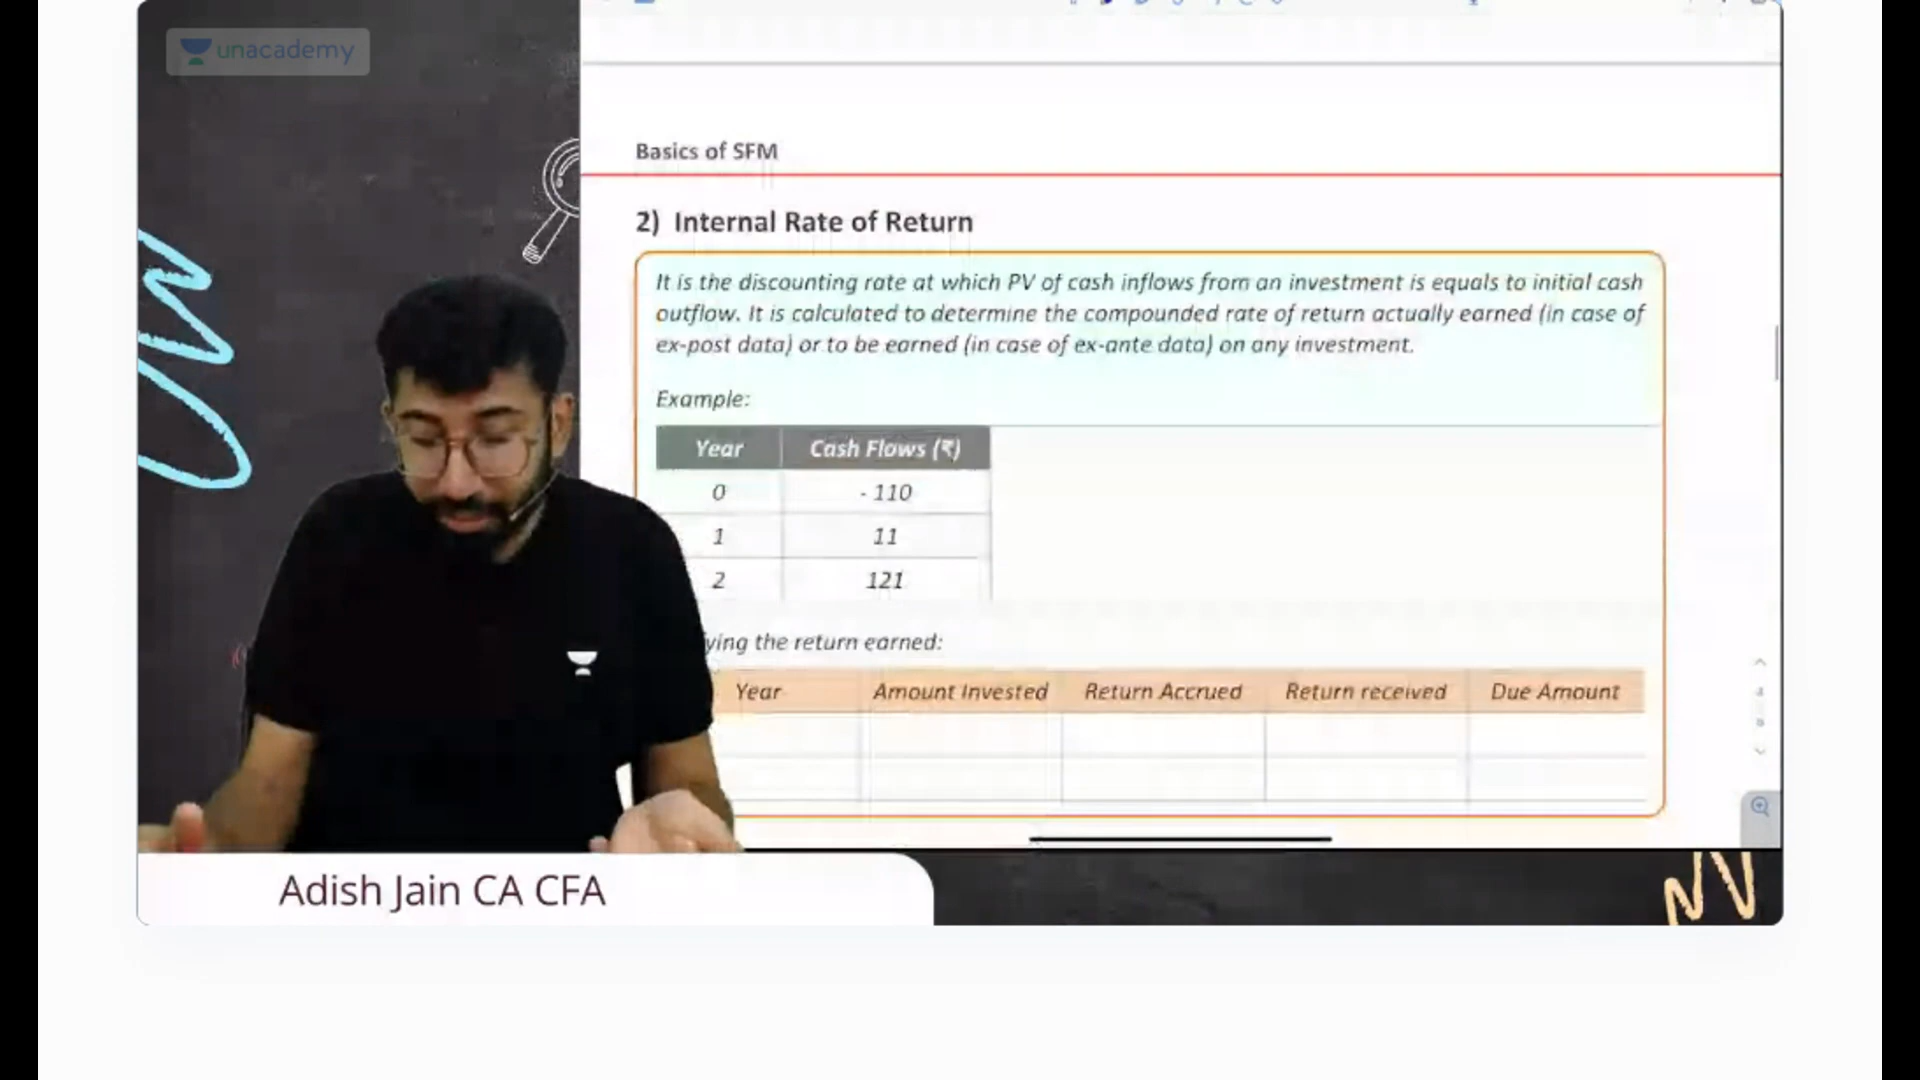 unacademy
Basics of SFM
2) Internal Rate of Return
It is the discounting rate at which PV of cash inflows from an investment is equals to initial cash
outflow. It is calculated to determine the compounded rate of return actually earned (in case of
ex-post data) or to be earned (in case of ex-ante data) on any investment.
Example:
Year Cash Flows (₹)
0 - 110
1 11
2 121
ying the return earned:
Year Amount Invested Return Accrued Return received Due Amount
Adish Jain CA CFA